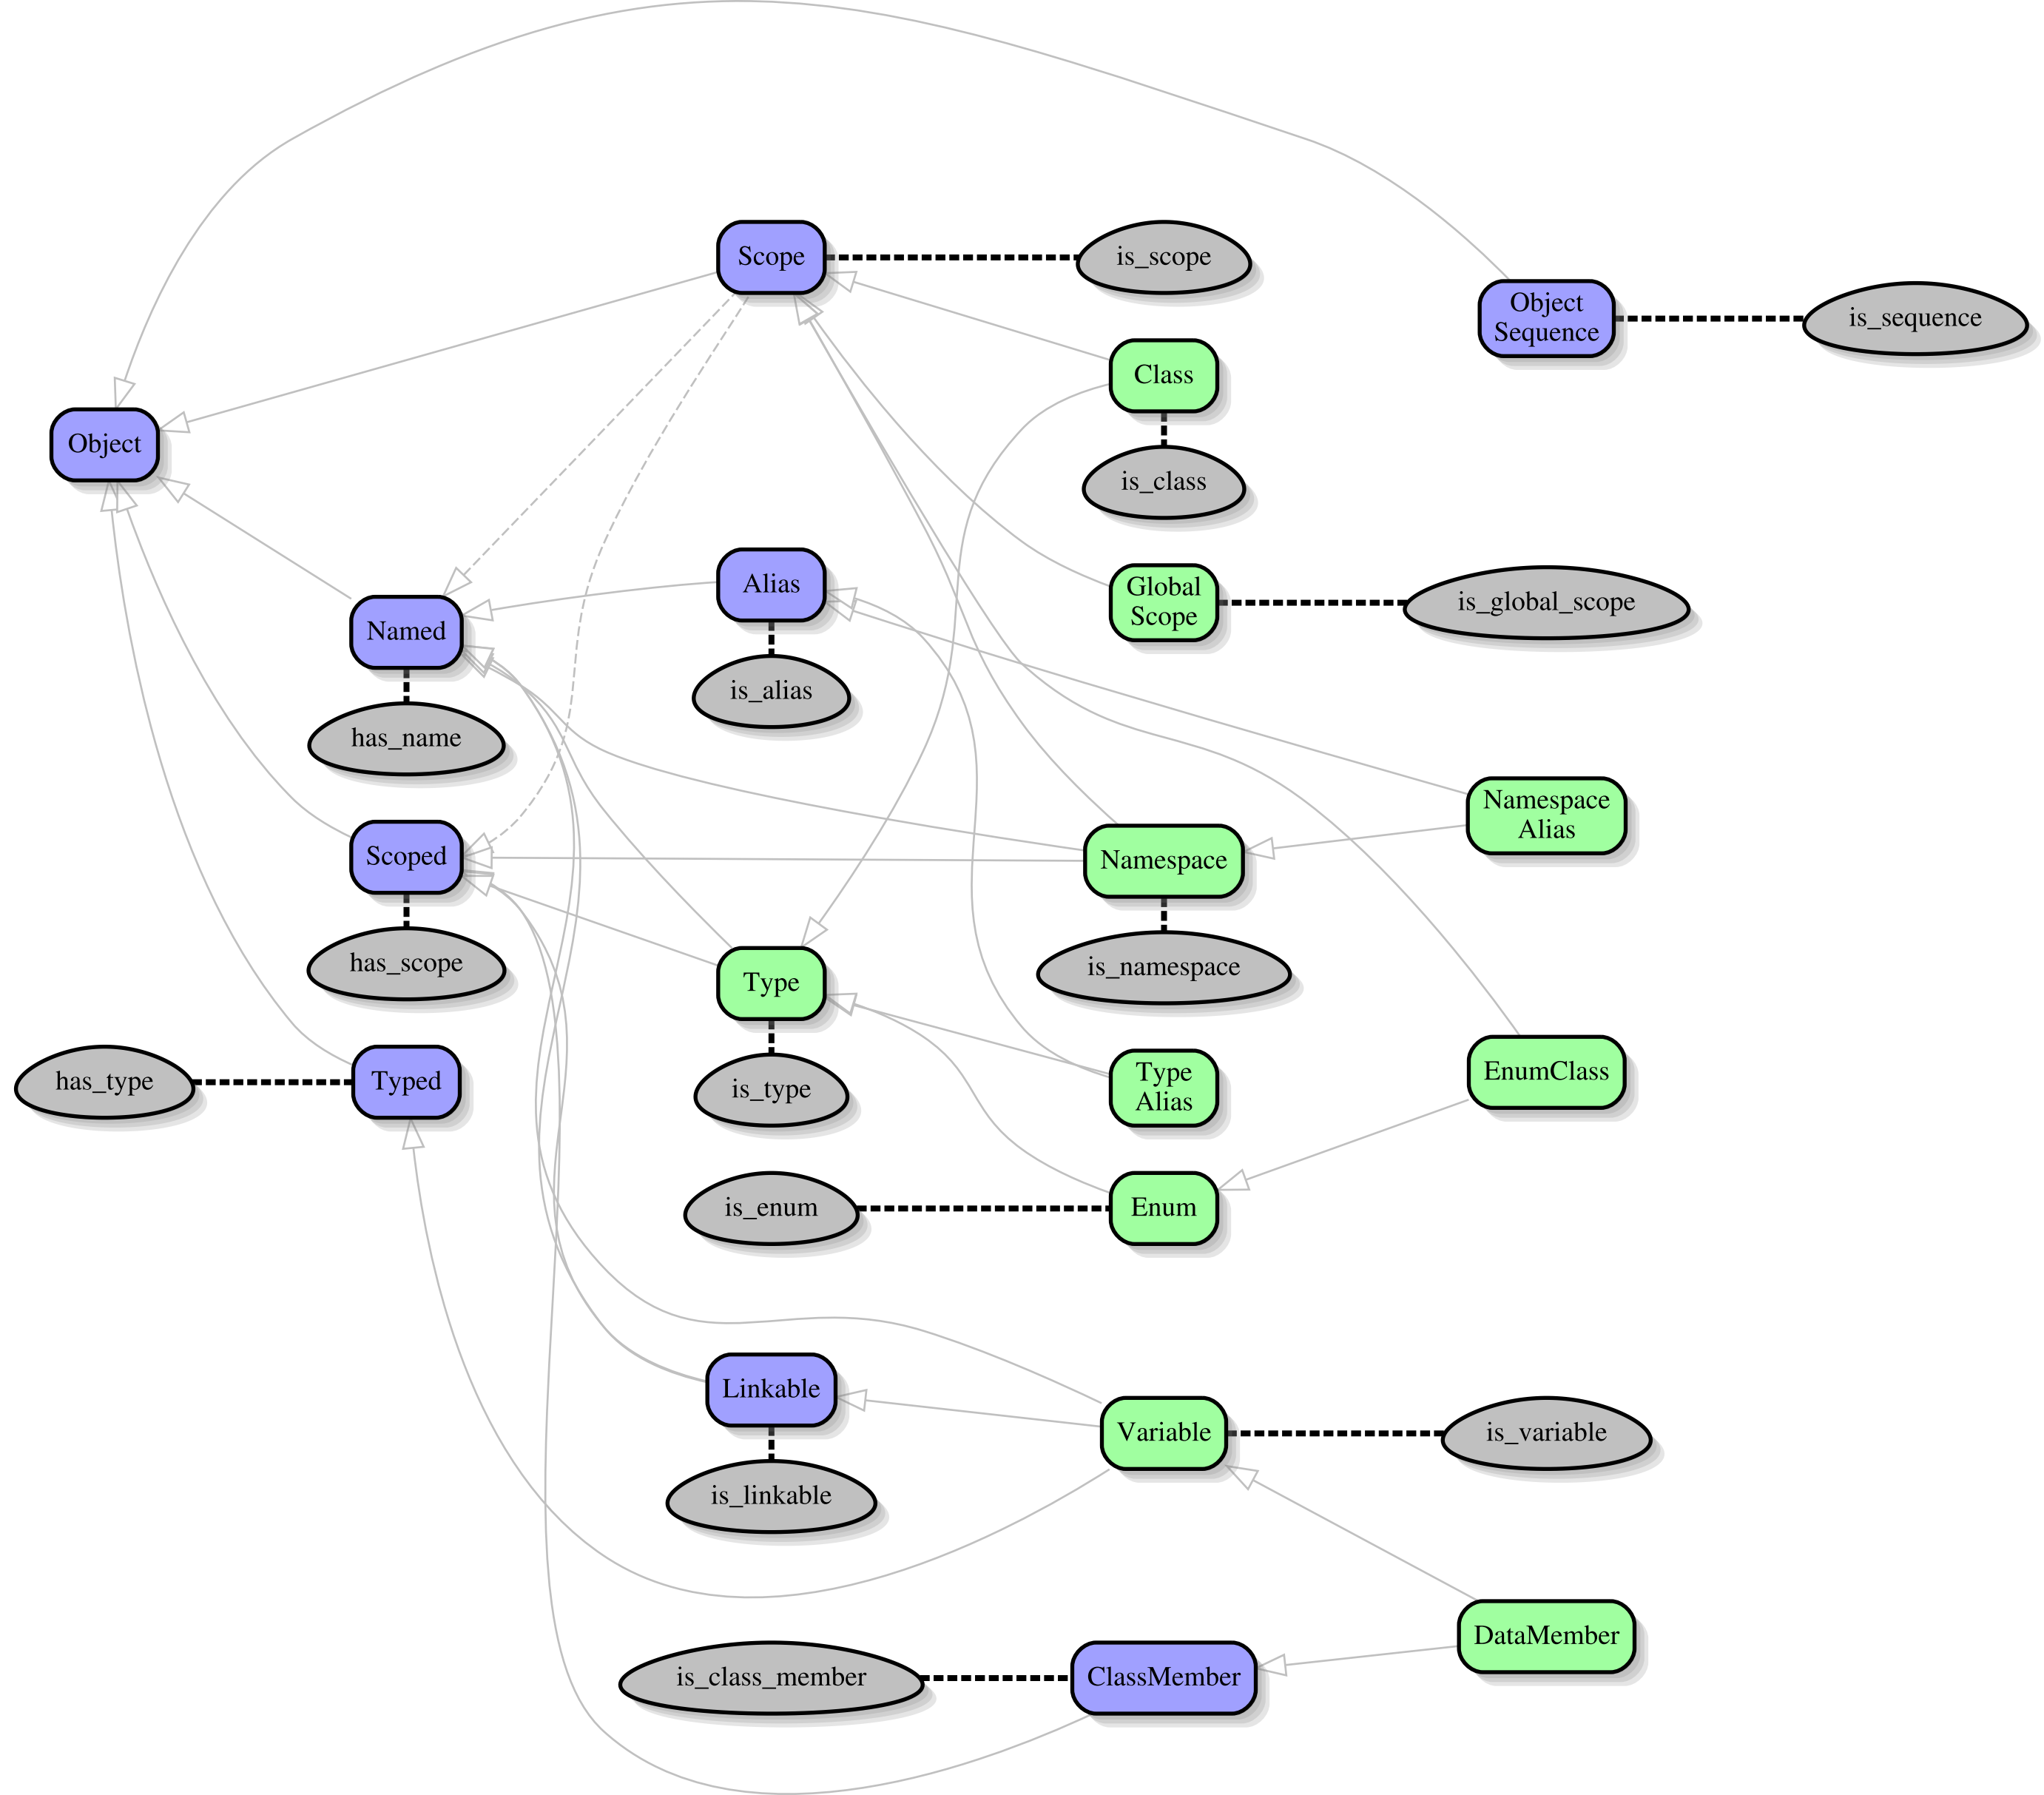 Scope
is_scope
Object
Sequence
is_sequence
Class
Object
is_class
Alias
Global
Scope
is_global_scope
Named
is_alias
has_name
Namespace
Alias
Scoped
Namespace
has_scope
Type
is_namespace
has_type
Typed
is_type
Type
Alias
EnumClass
is_enum
Enum
Linkable
Variable
is_variable
is_linkable
DataMember
is_class_member
ClassMember